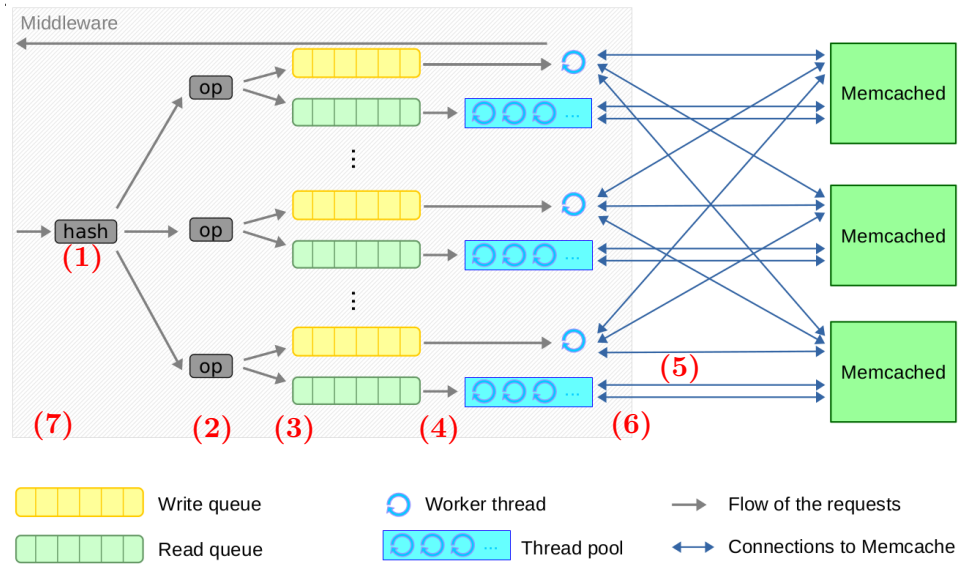 Middleware
op
Memcached
...
⋮
op
Memcached
hash
(1)
...
⋮
op
Memcached
(5)
...
(7)
(2)
(3)
(4)
(6)
Write queue
Worker thread
Flow of the requests
Read queue
...
Thread pool
Connections to Memcache